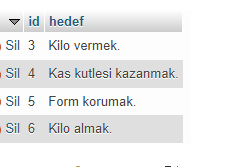 id hedef
Sil 3 Kilo vermek.
Sil 4 Kas kutlesi kazanmak.
Sil 5 Form korumak.
Sil 6 Kilo almak.